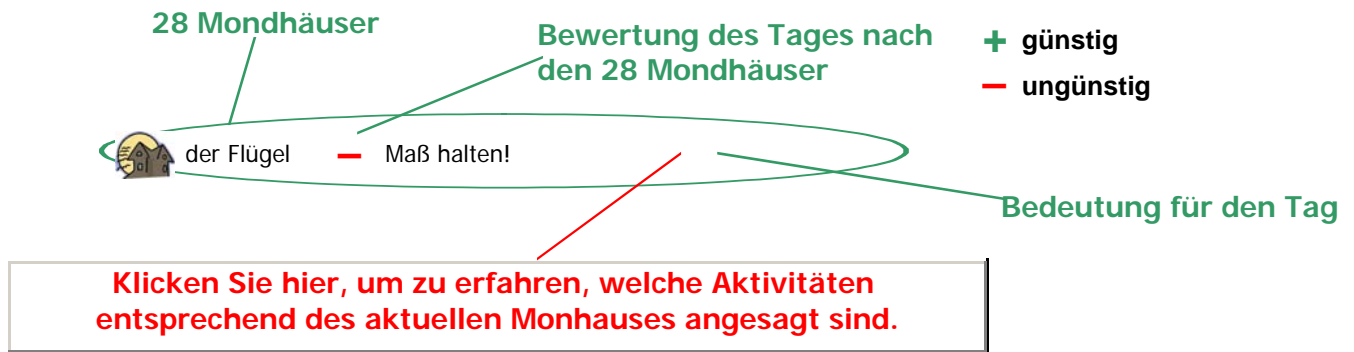 28 Mondhäuser
Bewertung des Tages nach
den 28 Mondhäuser
+ günstig
− ungünstig
der Flügel − Maß halten!
Bedeutung für den Tag
Klicken Sie hier, um zu erfahren, welche Aktivitäten
entsprechend des aktuellen Monhauses angesagt sind.